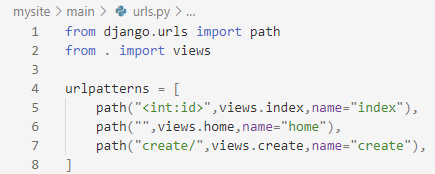 mysite > main > urls.py > ...
1 from django.urls import path
2 from . import views
3
4 urlpatterns = [
5     path("<int:id>",views.index,name="index"),
6     path("",views.home,name="home"),
7     path("create/",views.create,name="create"),
8 ]